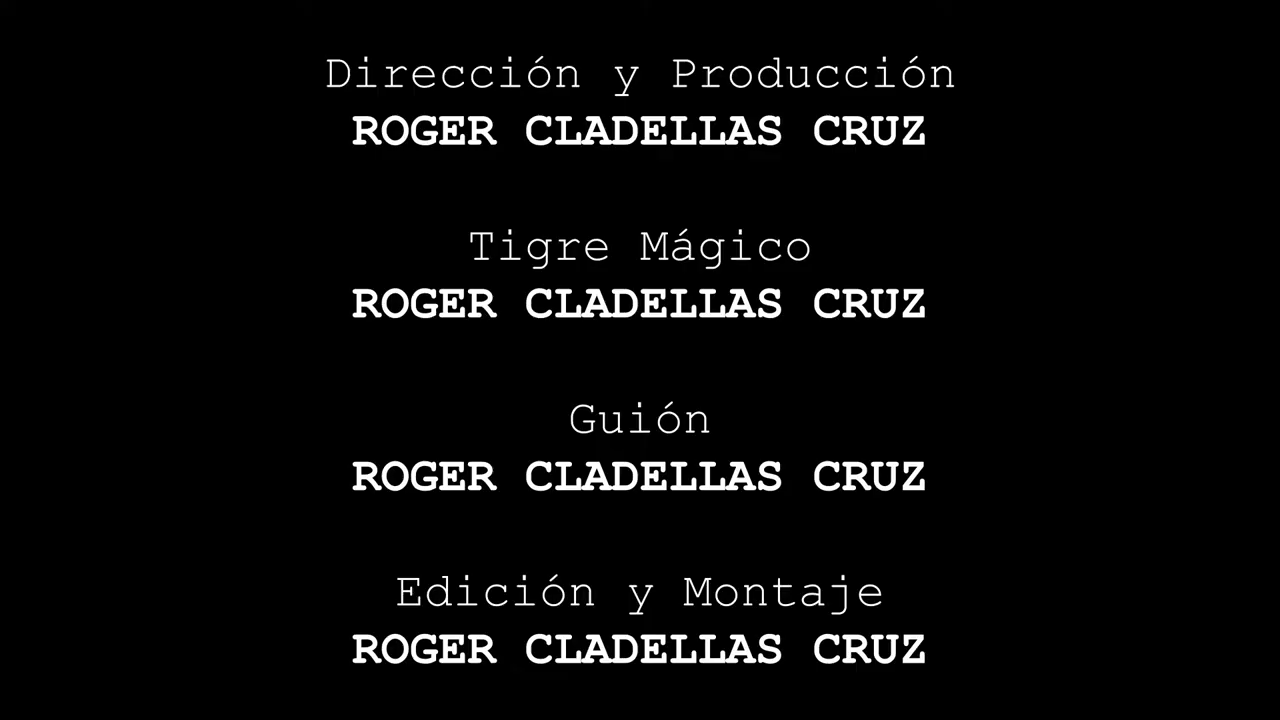 Dirección y Producción
ROGER CLADELLAS CRUZ
Tigre Mágico
ROGER CLADELLAS CRUZ
Guión
ROGER CLADELLAS CRUZ
Edición y Montaje
ROGER CLADELLAS CRUZ